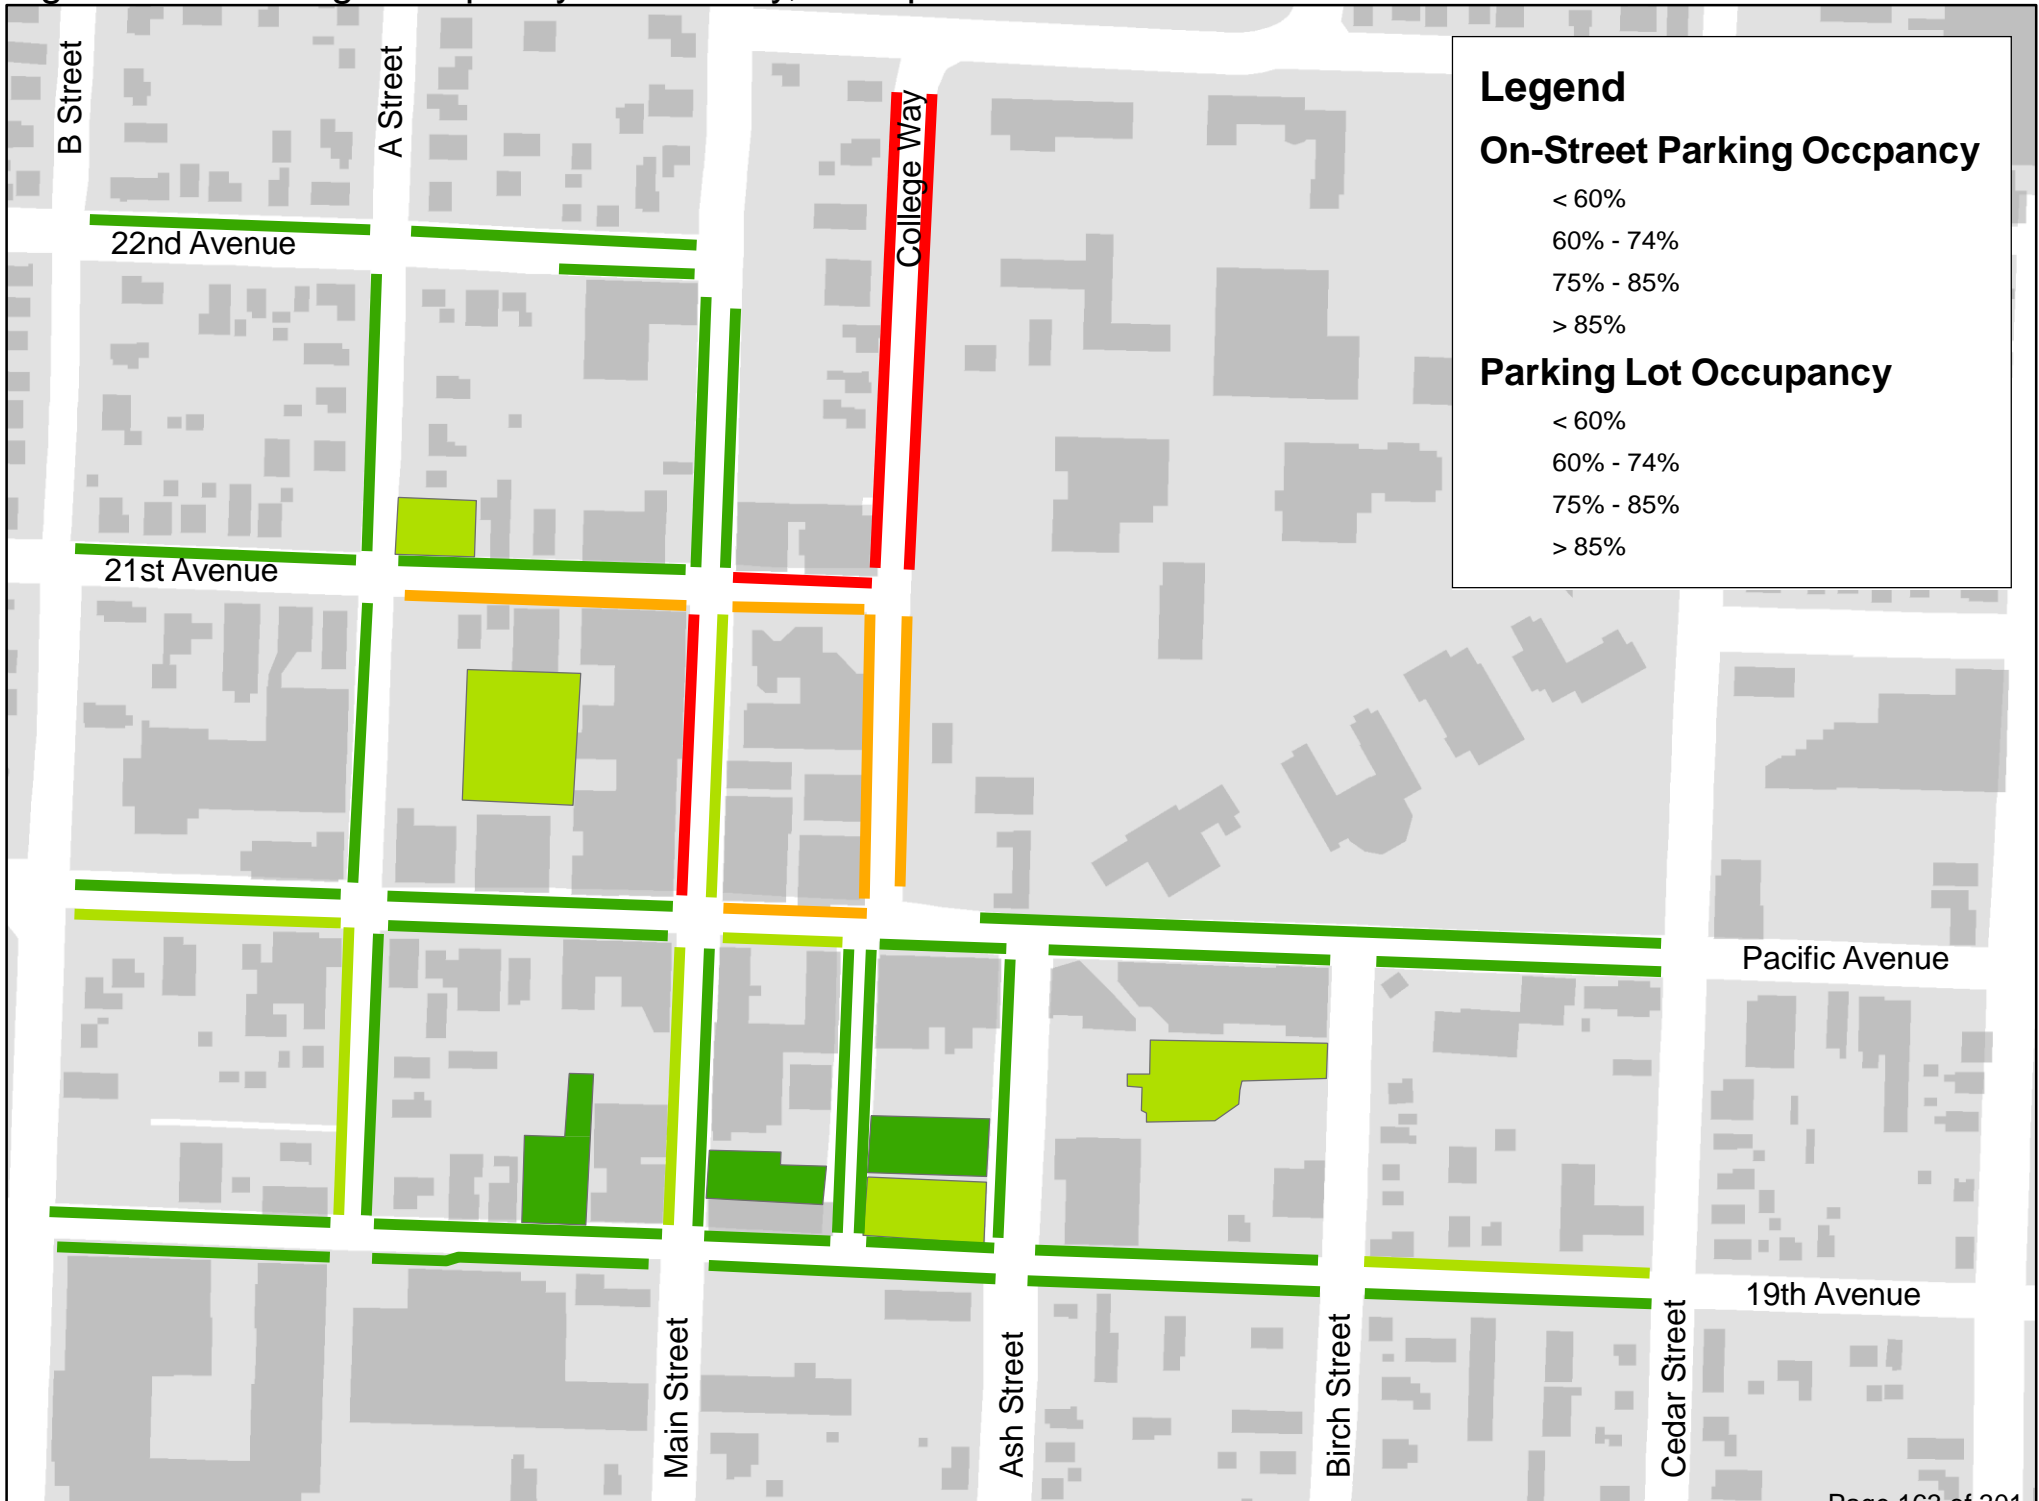 Legend
On-Street Parking Occpancy
< 60%
60% - 74%
75% - 85%
> 85%
Parking Lot Occupancy
< 60%
60% - 74%
75% - 85%
> 85%
B Street
A Street
College Way
22nd Avenue
21st Avenue
Pacific Avenue
19th Avenue
Main Street
Ash Street
Birch Street
Cedar Street